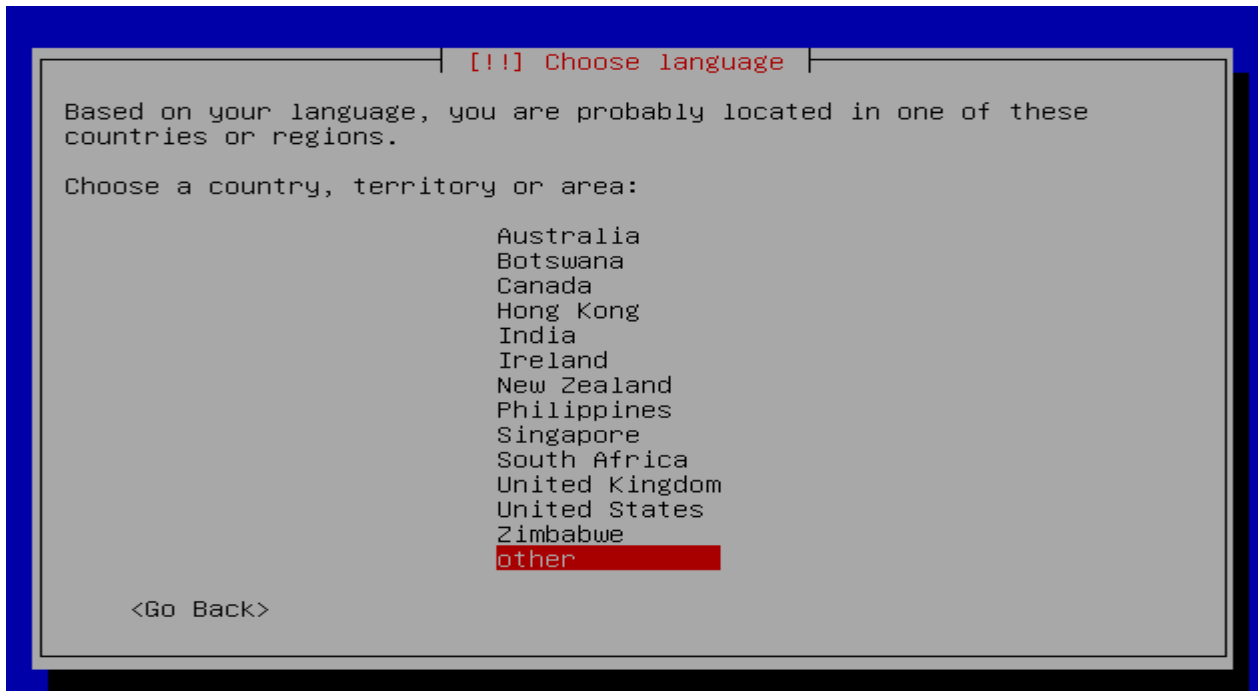 [!!] Choose language
Based on your language, you are probably located in one of these
countries or regions.
Choose a country, territory or area:
Australia
Botswana
Canada
Hong Kong
India
Ireland
New Zealand
Philippines
Singapore
South Africa
United Kingdom
United States
Zimbabwe
other
<Go Back>